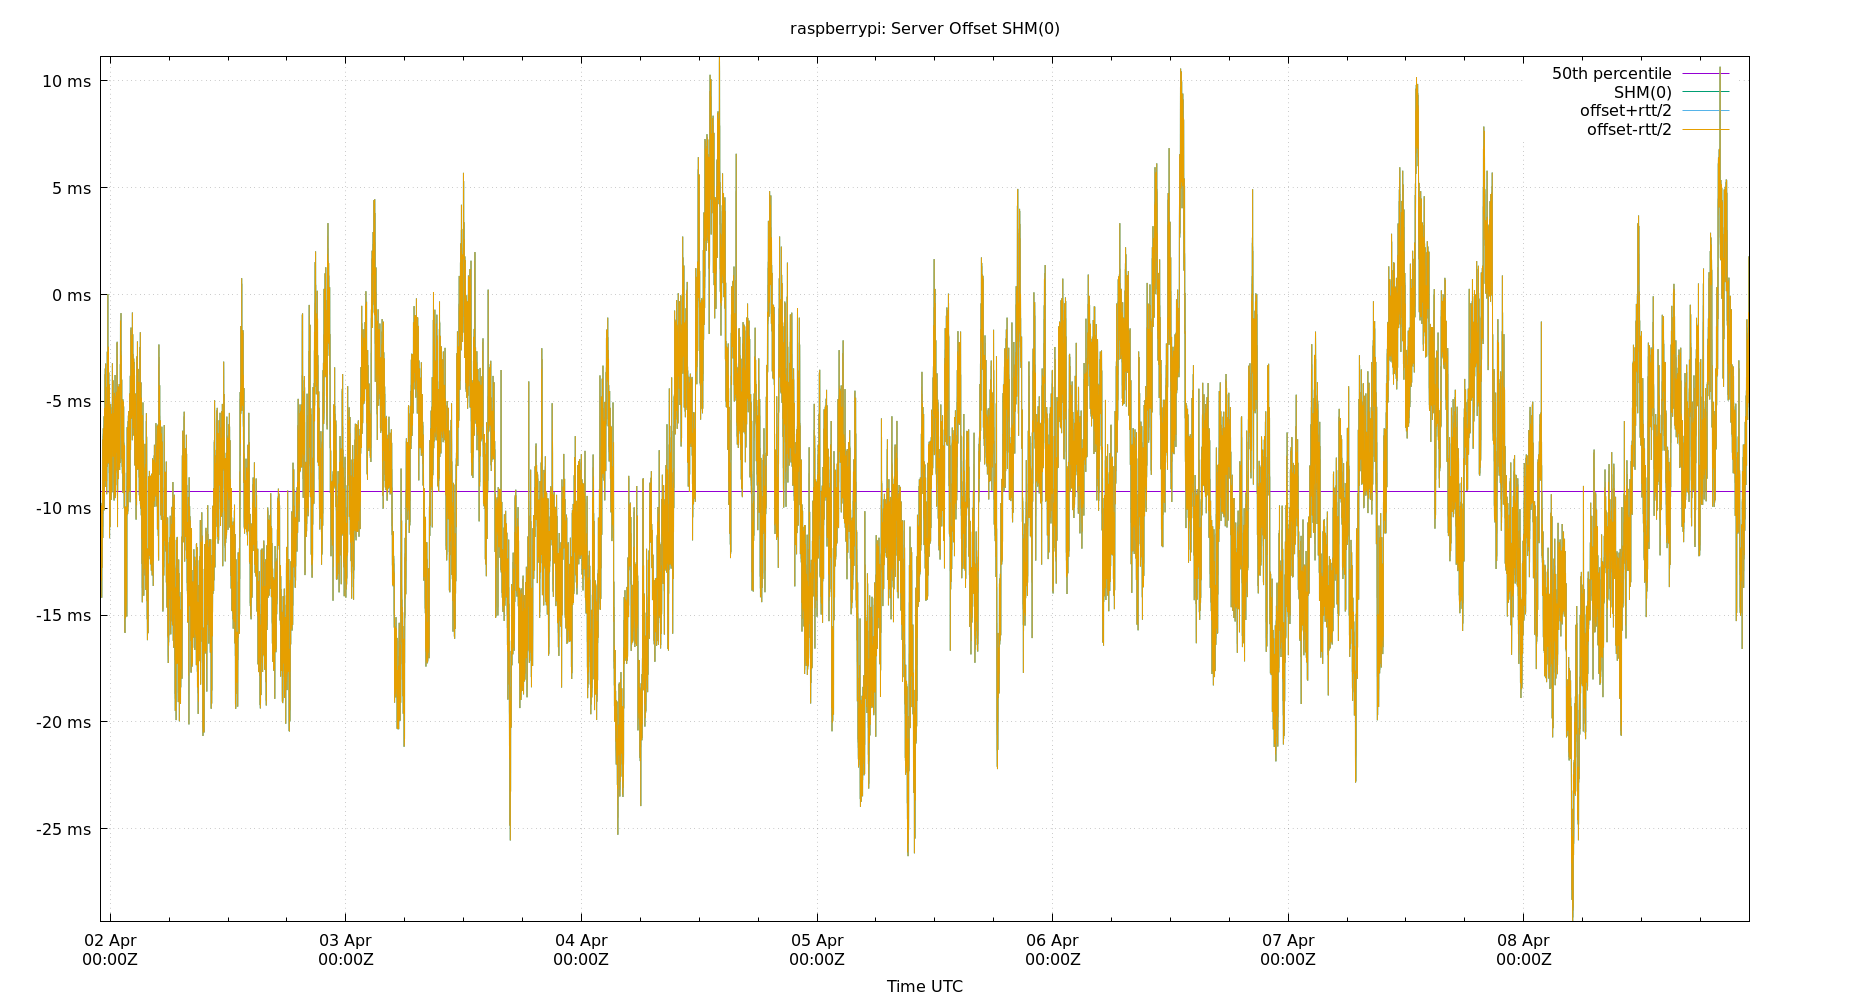 raspberrypi: Server Offset SHM(0)
50th percentile
SHM(0)
offset+rtt/2
offset-rtt/2
10 ms
5 ms
0 ms
-5 ms
-10 ms
-15 ms
-20 ms
-25 ms
02 Apr 03 Apr 04 Apr 05 Apr 06 Apr 07 Apr 08 Apr
00:00Z 00:00Z 00:00Z 00:00Z 00:00Z 00:00Z 00:00Z
Time UTC